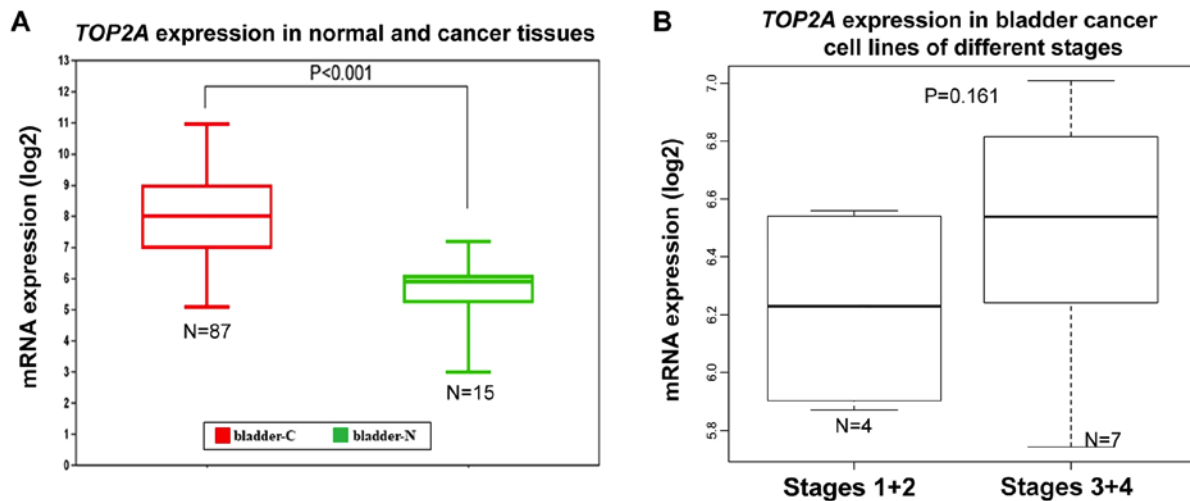 A
TOP2A expression in normal and cancer tissues
mRNA expression (log2)
13
12
11
10
9
8
7
6
5
4
3
2
1
0
P<0.001
N=87
N=15
bladder-C
bladder-N
B
TOP2A expression in bladder cancer
cell lines of different stages
mRNA expression (log2)
7.0
6.8
6.6
6.4
6.2
6.0
5.8
P=0.161
N=4
N=7
Stages 1+2
Stages 3+4